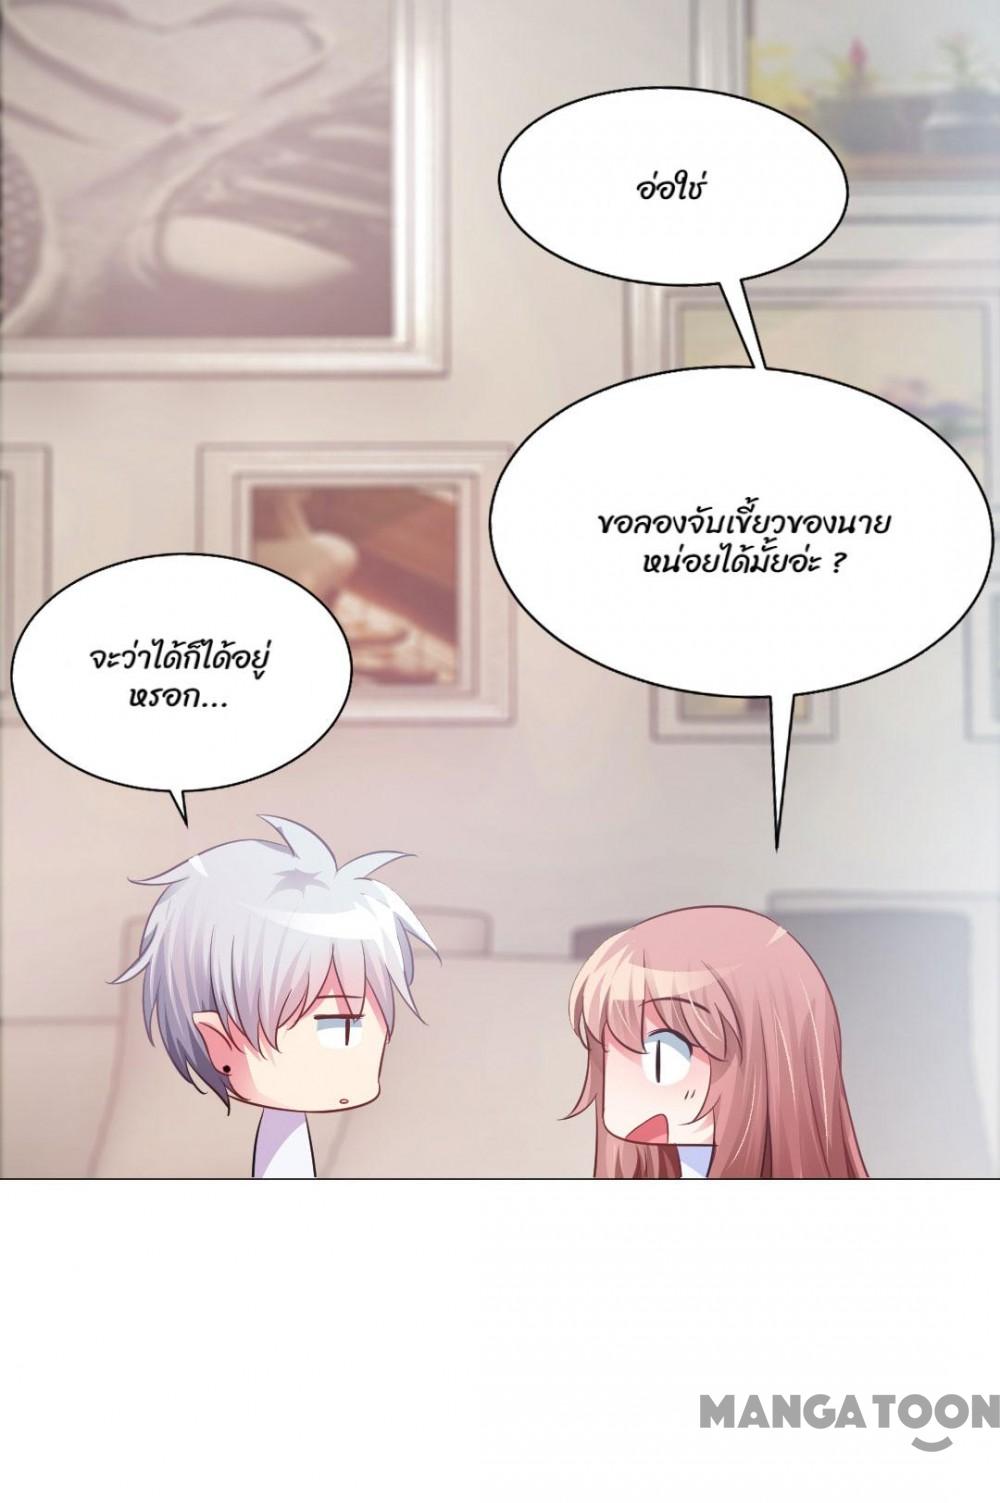 อ่อใช่
ขอลองจับเขี้ยวของนาย
หน่อยได้มั้ยอ่ะ ?
จะว่าได้ก็ได้อยู่
หรอก...
MANGATOON